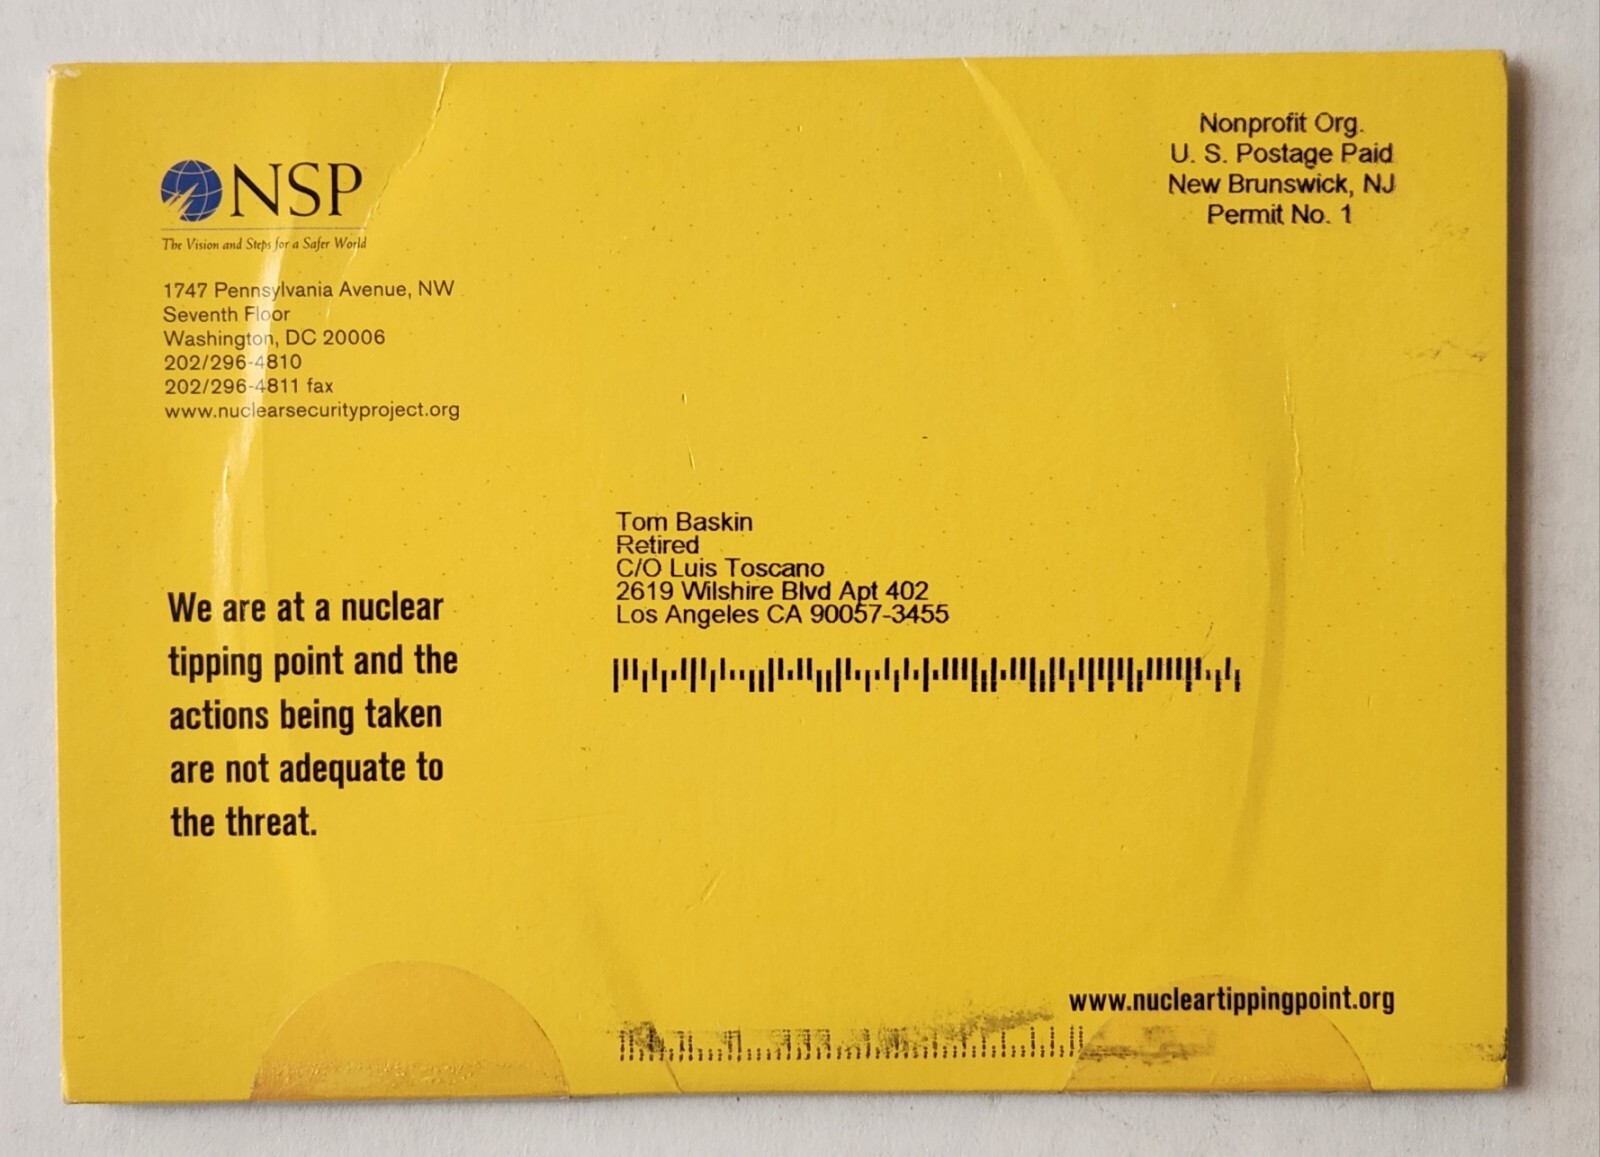 NSP
The Vision and Steps for a Safer World
1747 Pennsylvania Avenue, NW
Seventh Floor
Washington, DC 20006
202/296-4810
202/296-4811 fax
www.nuclearsecurityproject.org
Nonprofit Org.
U. S. Postage Paid
New Brunswick, NJ
Permit No. 1
Tom Baskin
Retired
C/O Luis Toscano
2619 Wilshire Blvd Apt 402
Los Angeles CA 90057-3455
We are at a nuclear
tipping point and the
actions being taken
are not adequate to
the threat.
www.nucleartippingpoint.org